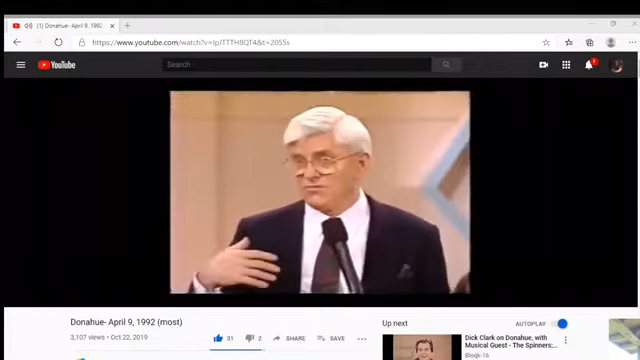 (1) Donahue- April 9, 1992
https://www.youtube.com/watch?v=IpJTTTH8QT4&t=2055s
YouTube
Search
1
Donahue- April 9, 1992 (most)
3,107 views • Oct 22, 2019
31
2
SHARE
SAVE
Up next
AUTOPLAY
Dick Clark on Donahue, with
Musical Guest - The Spinners;...
Bloqk-16